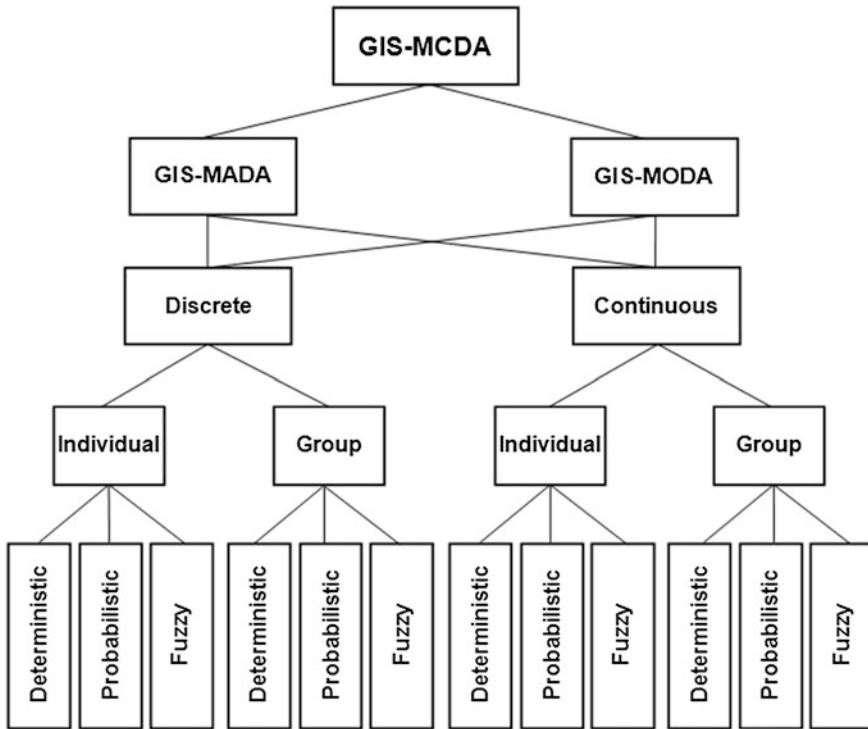 GIS-MCDA
GIS-MADA
GIS-MODA
Discrete
Continuous
Individual
Group
Individual
Group
Deterministic
Probabilistic
Fuzzy
Deterministic
Probabilistic
Fuzzy
Deterministic
Probabilistic
Fuzzy
Deterministic
Probabilistic
Fuzzy